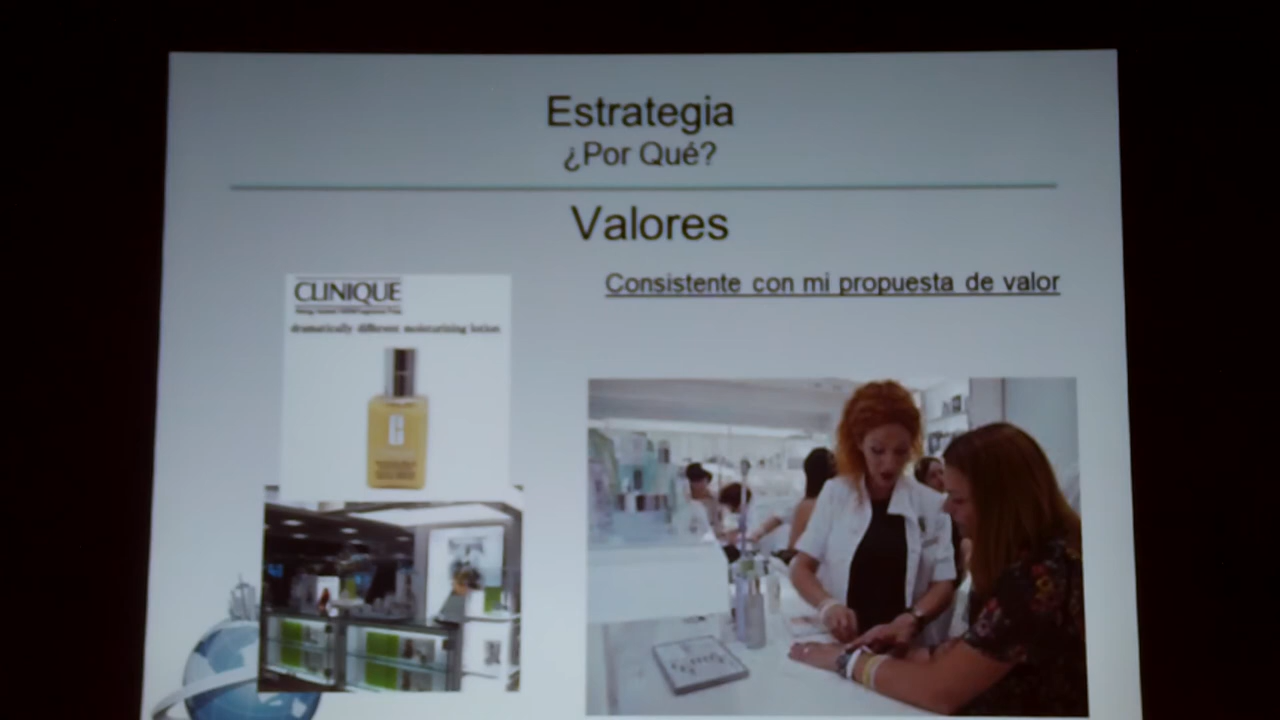 Estrategia
¿Por Qué?
Valores
Consistente con mi propuesta de valor
CLINIQUE
dramatically different moisturizing lotion